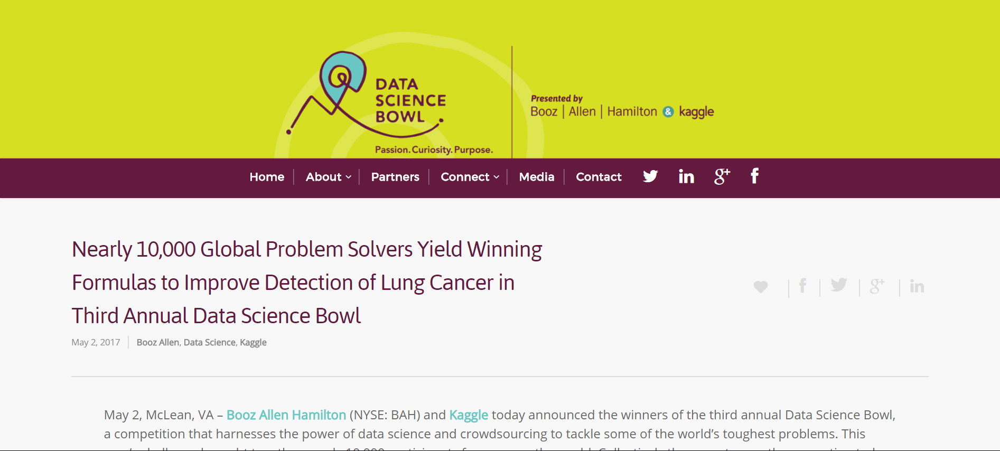 DATA
SCIENCE
BOWL
Passion. Curiosity. Purpose.
Presented by
Booz | Allen | Hamilton & kaggle
Home About Partners Connect Media Contact
Nearly 10,000 Global Problem Solvers Yield Winning
Formulas to Improve Detection of Lung Cancer in
Third Annual Data Science Bowl
May 2, 2017 Booz Allen, Data Science, Kaggle
May 2, McLean, VA – Booz Allen Hamilton (NYSE: BAH) and Kaggle today announced the winners of the third annual Data Science Bowl,
a competition that harnesses the power of data science and crowdsourcing to tackle some of the world’s toughest problems. This